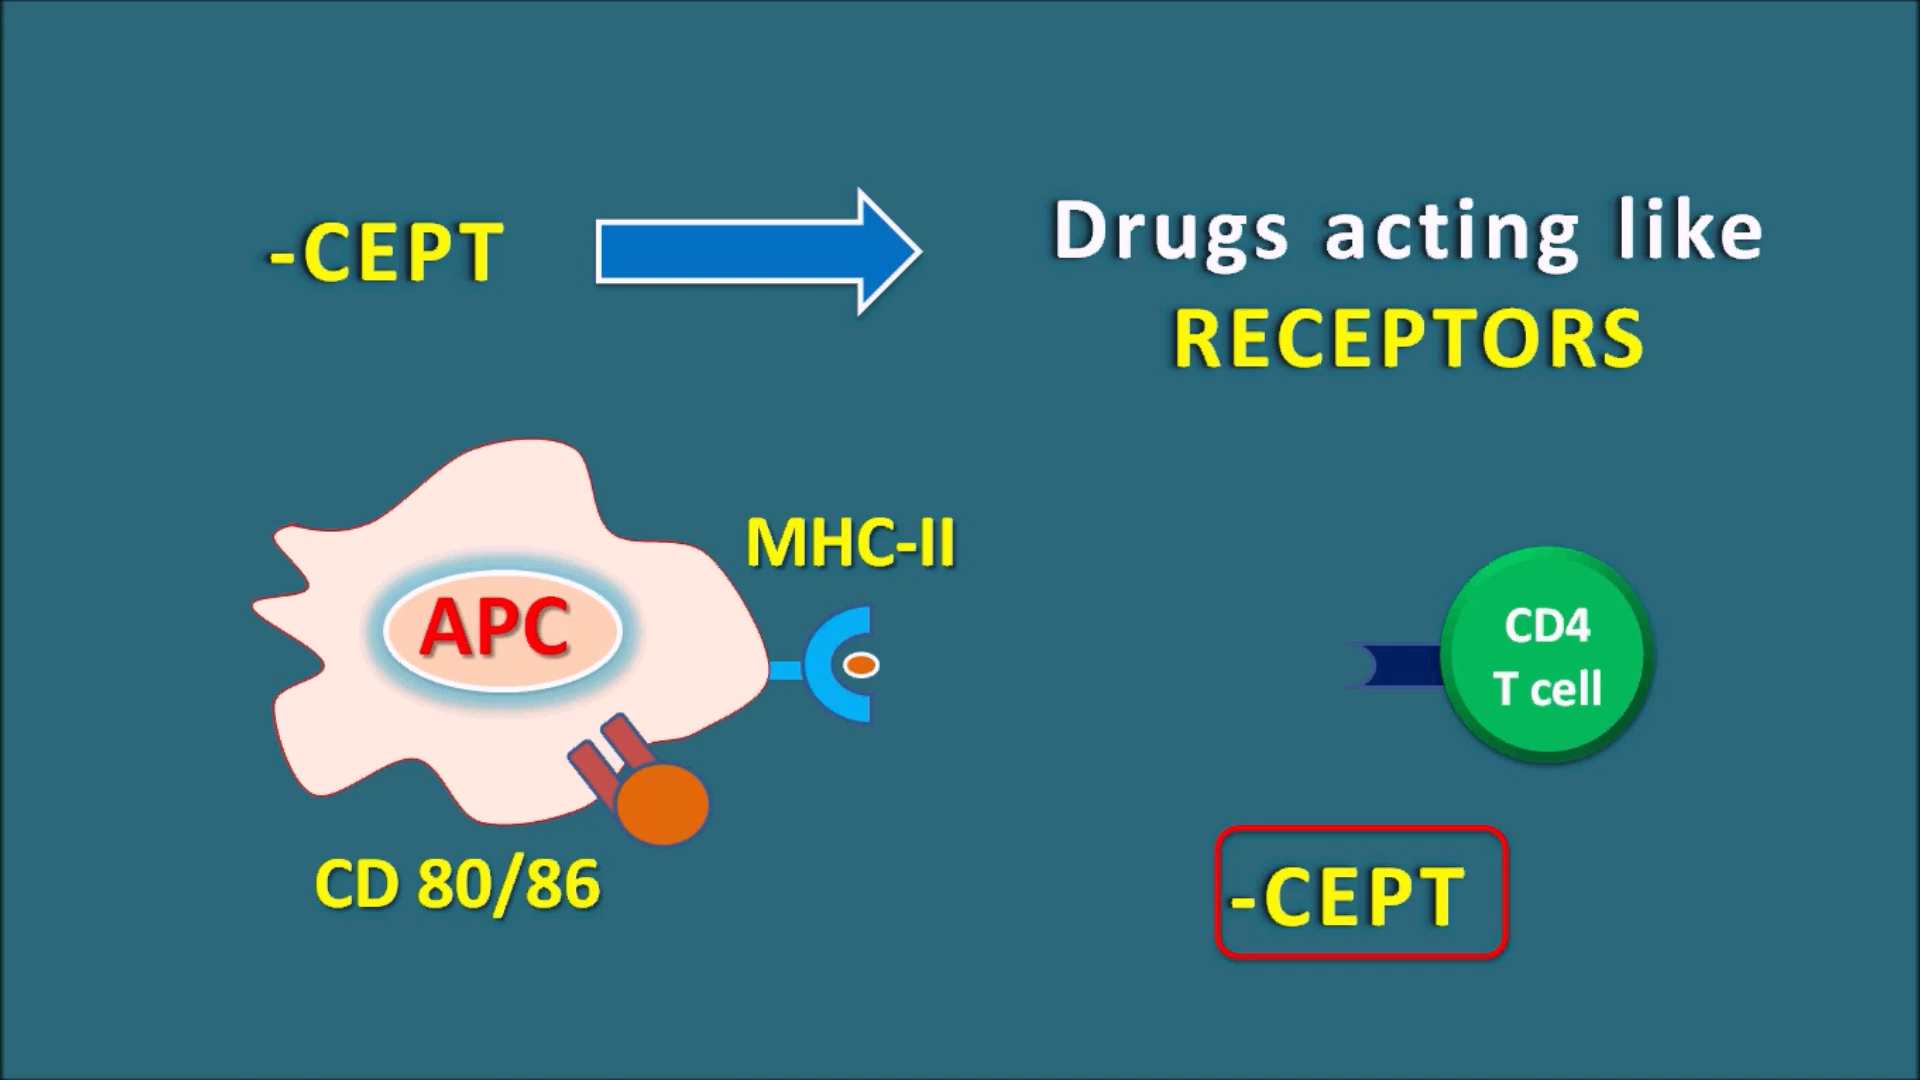 -CEPT
Drugs acting like
RECEPTORS
MHC-II
APC
CD4
T cell
CD 80/86
-CEPT